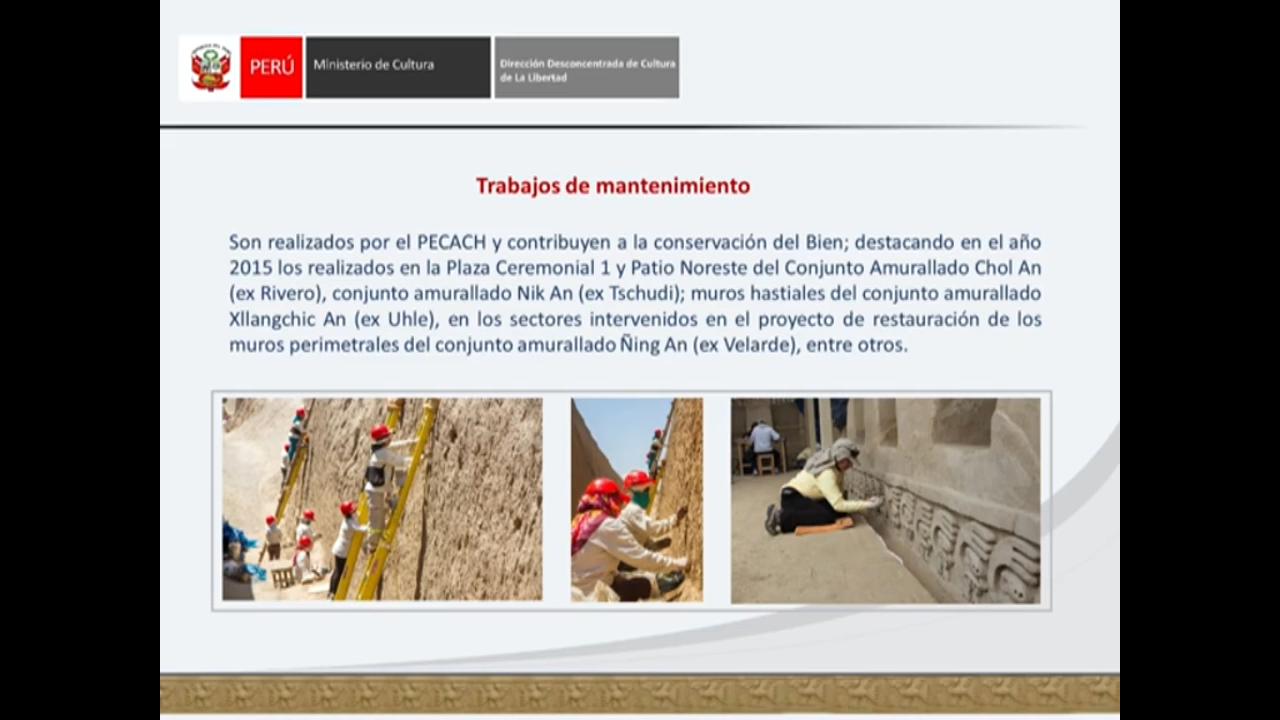 PERÚ
Ministerio de Cultura
Dirección Desconcentrada de Cultura
de La Libertad
Trabajos de mantenimiento
Son realizados por el PECACH y contribuyen a la conservación del Bien; destacando en el año
2015 los realizados en la Plaza Ceremonial 1 y Patio Noreste del Conjunto Amurallado Chol An
(ex Rivero), conjunto amurallado Nik An (ex Tschudi); muros hastiales del conjunto amurallado
Xllangchic An (ex Uhle), en los sectores intervenidos en el proyecto de restauración de los
muros perimetrales del conjunto amurallado Ñing An (ex Velarde), entre otros.